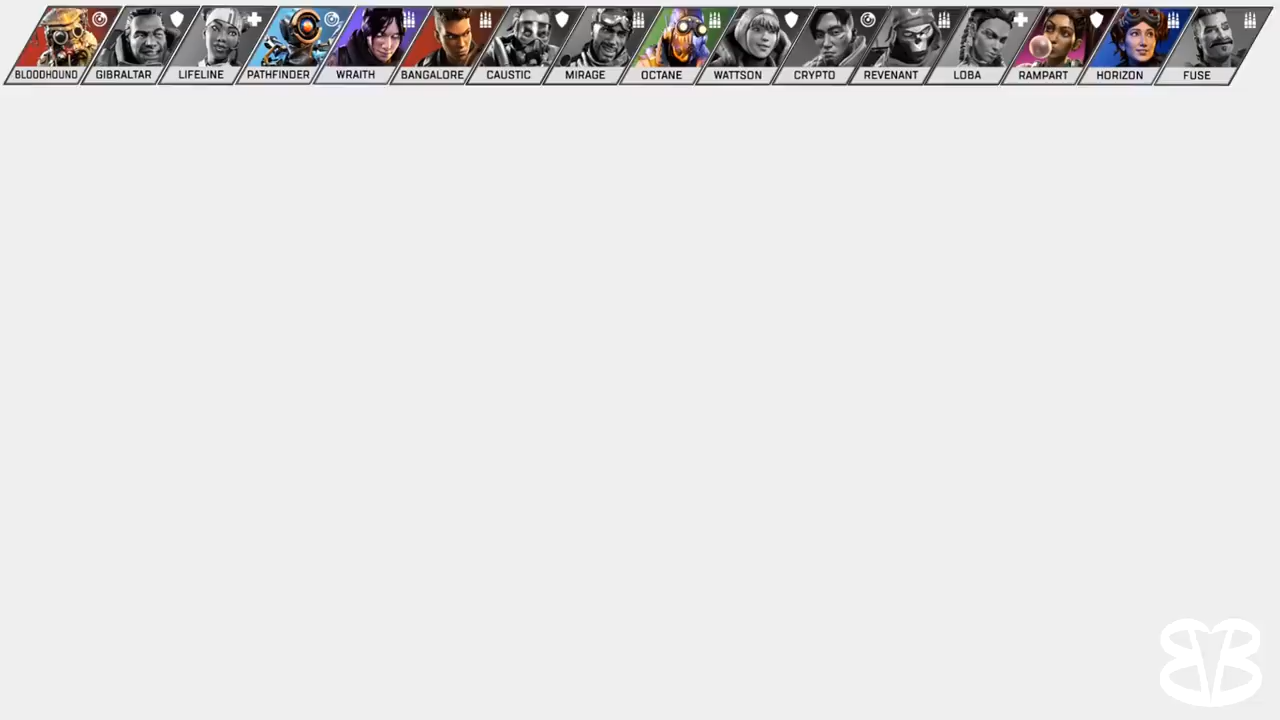 BLOODHOUND GIBRALTAR LIFELINE PATHFINDER WRAITH BANGALORE CAUSTIC MIRAGE OCTANE WATTSON CRYPTO REVENANT LOBA RAMPART HORIZON FUSE